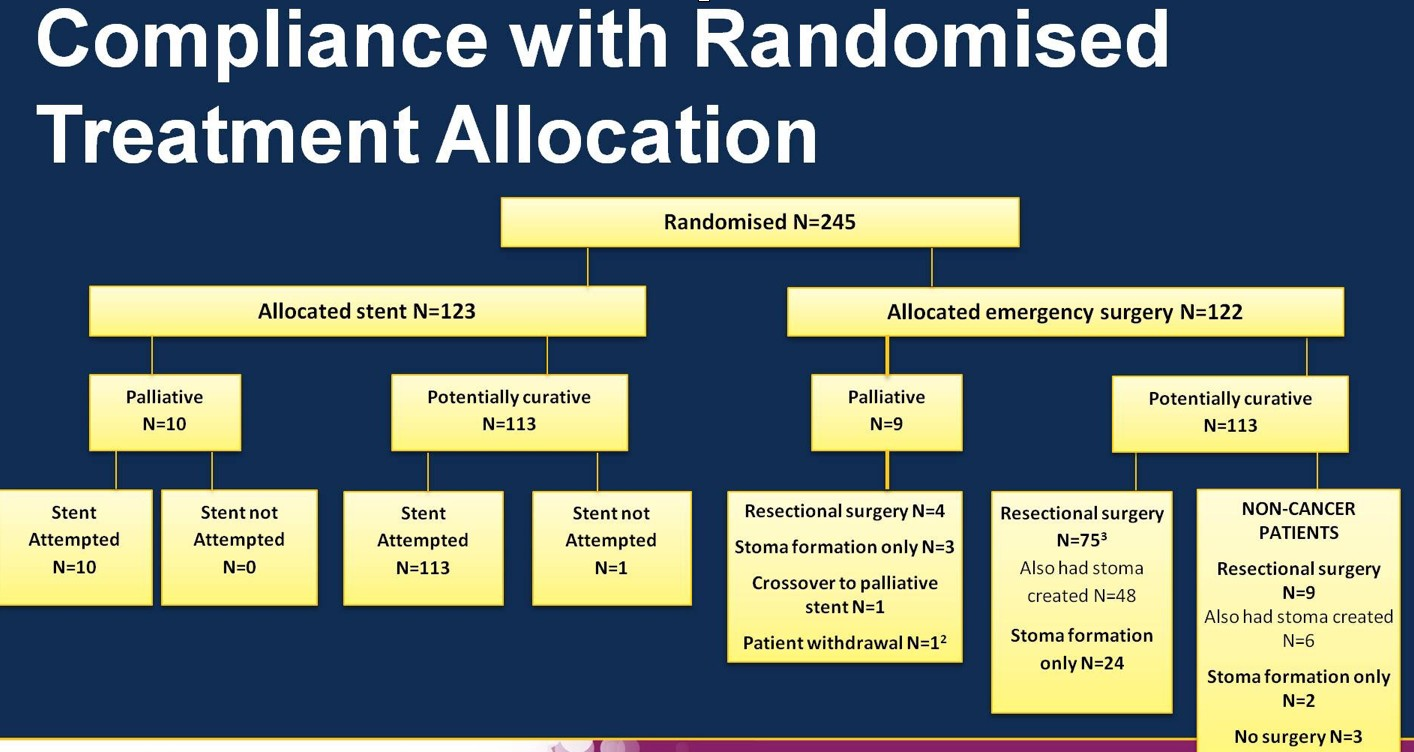 Compliance with Randomised
Treatment Allocation
Randomised N=245
Allocated stent N=123
Allocated emergency surgery N=122
Palliative
N=10
Potentially curative
N=113
Palliative
N=9
Potentially curative
N=113
Stent
Attempted
N=10
Stent not
Attempted
N=0
Stent
Attempted
N=113
Stent not
Attempted
N=1
Resectional surgery N=4
Stoma formation only N=3
Crossover to palliative
stent N=1
Patient withdrawal N=1²
Resectional surgery
N=75³
Also had stoma
created N=48
Stoma formation
only N=24
NON-CANCER
PATIENTS
Resectional surgery
N=9
Also had stoma created
N=6
Stoma formation only
N=2
No surgery N=3